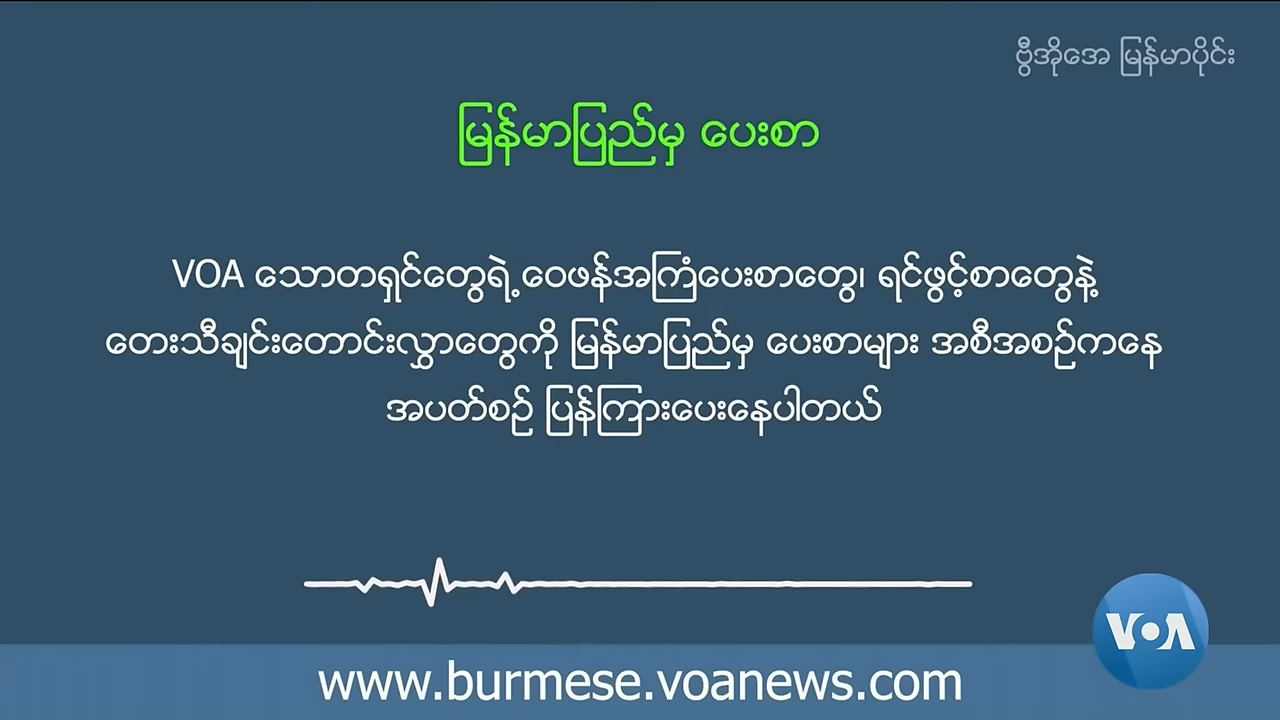 ဗွီအိုအေ မြန်မာပိုင်း
မြန်မာပြည်မှ ပေးစာ
VOA သောတရှင်တွေရဲ့ ဝေဖန်အကြံပေးစာတွေ၊ ရင်ဖွင့်စာတွေနဲ့
တေးသီချင်းတောင်းလွှာတွေကို မြန်မာပြည်မှ ပေးစာများ အစီအစဉ်ကနေ
အပတ်စဉ် ပြန်ကြားပေးနေပါတယ်
VOA
www.burmese.voanews.com